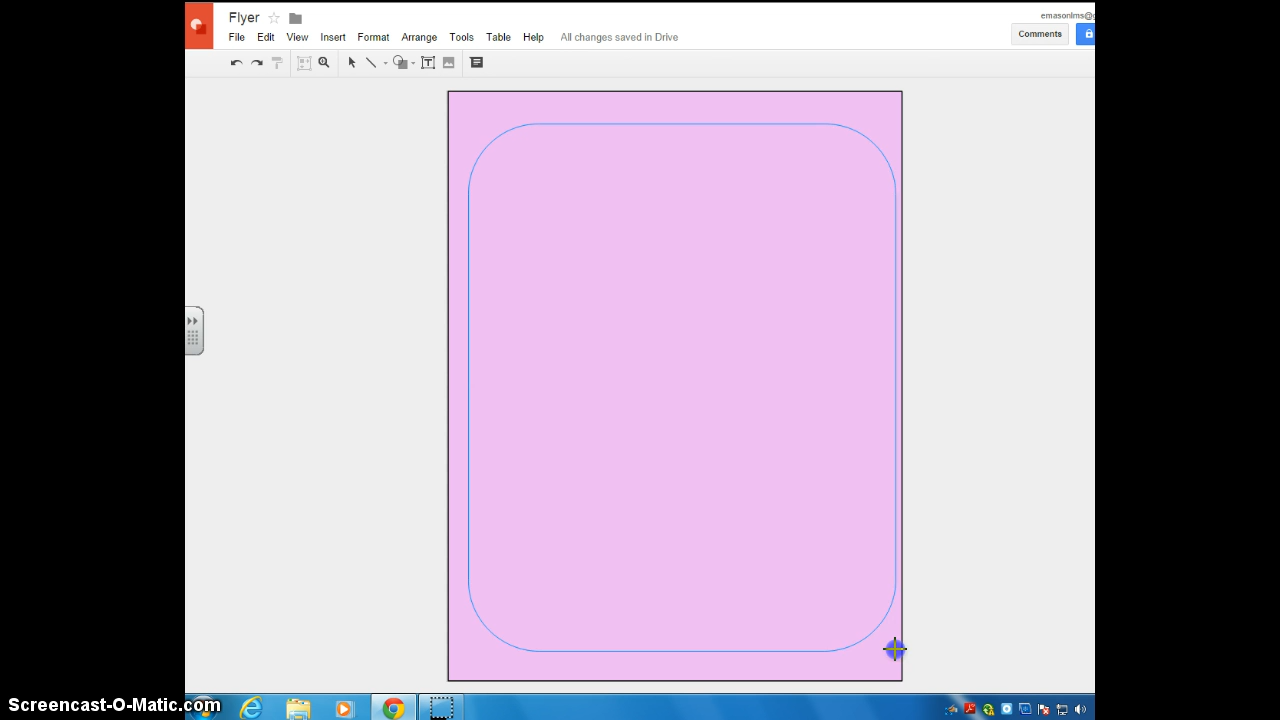 Flyer
emasonlms@g
File Edit View Insert Format Arrange Tools Table Help All changes saved in Drive
Comments
Screencast-O-Matic.com